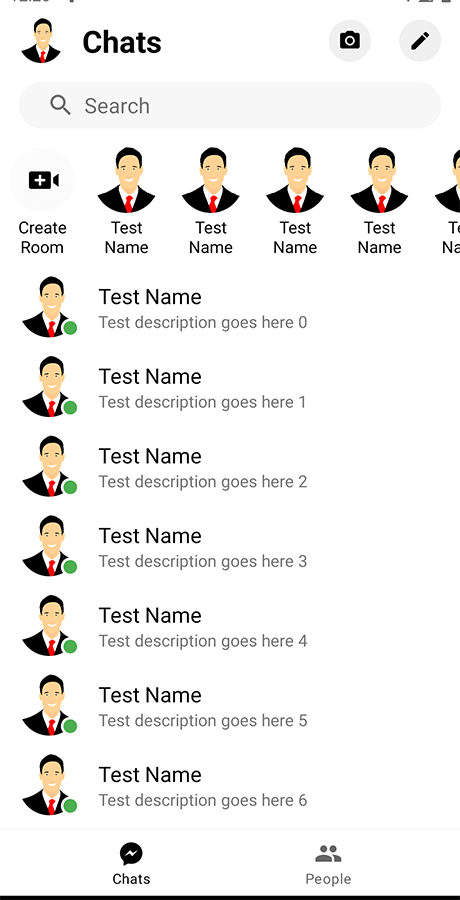 Chats
Search
Create
Room
Test
Name
Test
Name
Test
Name
Test
Name
Test Name
Test description goes here 0
Test Name
Test description goes here 1
Test Name
Test description goes here 2
Test Name
Test description goes here 3
Test Name
Test description goes here 4
Test Name
Test description goes here 5
Test Name
Test description goes here 6
Chats
People